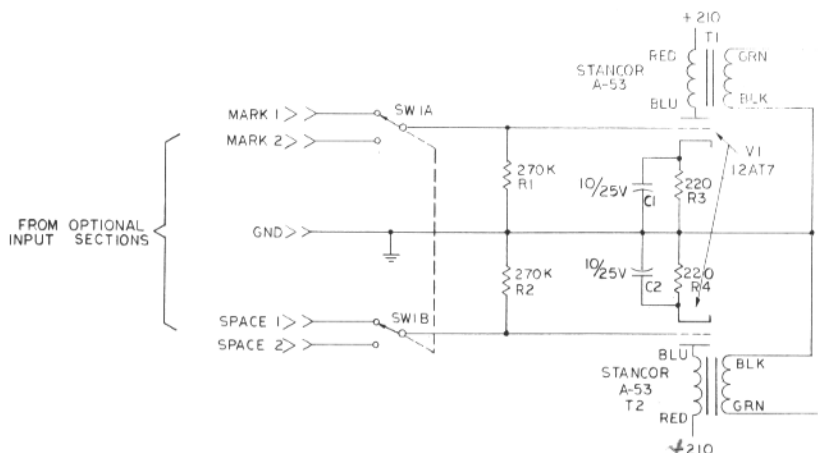 +210
T1
RED
GRN
STANCOR
A-53
BLU
BLK
MARK 1
SW1A
MARK 2
V1
12AT7
270K
R1
10/25V
C1
220
R3
FROM OPTIONAL
INPUT SECTIONS
GND
270K
R2
10/25V
C2
220
R4
SPACE 1
SW1B
SPACE 2
BLU
BLK
STANCOR
A-53
T2
GRN
RED
+210